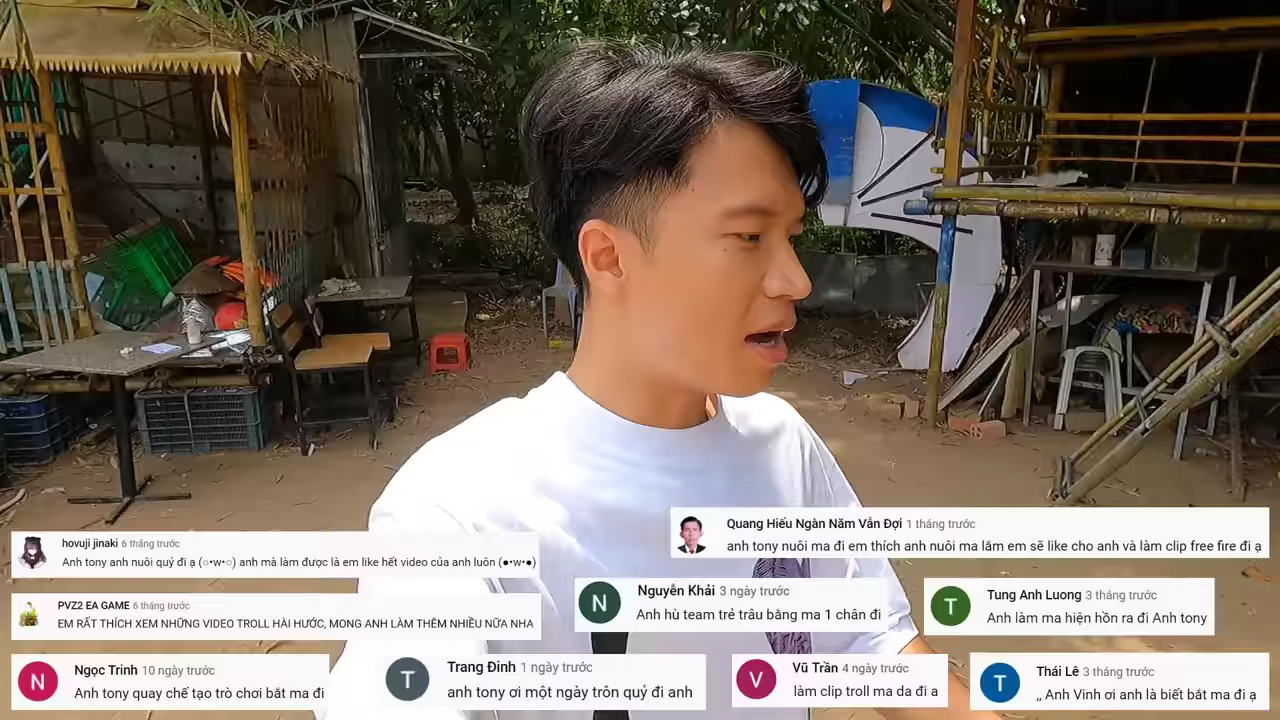 hovuji jinaki 6 tháng trước
Anh tony anh nuôi quỷ đi ạ (○•w•○) anh mà làm được là em like hết video của anh luôn (●•w•●)
PVZ2 EA GAME 6 tháng trước
EM RẤT THÍCH XEM NHỮNG VIDEO TROLL HÀI HƯỚC, MONG ANH LÀM THÊM NHIỀU NỮA NHA
Quang Hiếu Ngàn Năm Vẫn Đợi 1 tháng trước
anh tony nuôi ma đi em thích anh nuôi ma lắm em sẽ like cho anh và làm clip free fire đi ạ
N
Nguyễn Khải 3 ngày trước
Anh hù team trẻ trâu bằng ma 1 chân đi
T
Tung Anh Luong 3 tháng trước
Anh làm ma hiện hồn ra đi Anh tony
N
Ngọc Trinh 10 ngày trước
Anh tony quay chế tạo trò chơi bắt ma đi
T
Trang Đinh 1 ngày trước
anh tony ơi một ngày trôn quỷ đi anh
V
Vũ Trần 4 ngày trước
làm clip troll ma da đi a
T
Thái Lê 3 tháng trước
,, Anh Vinh ơi anh là biết bắt ma đi ạ